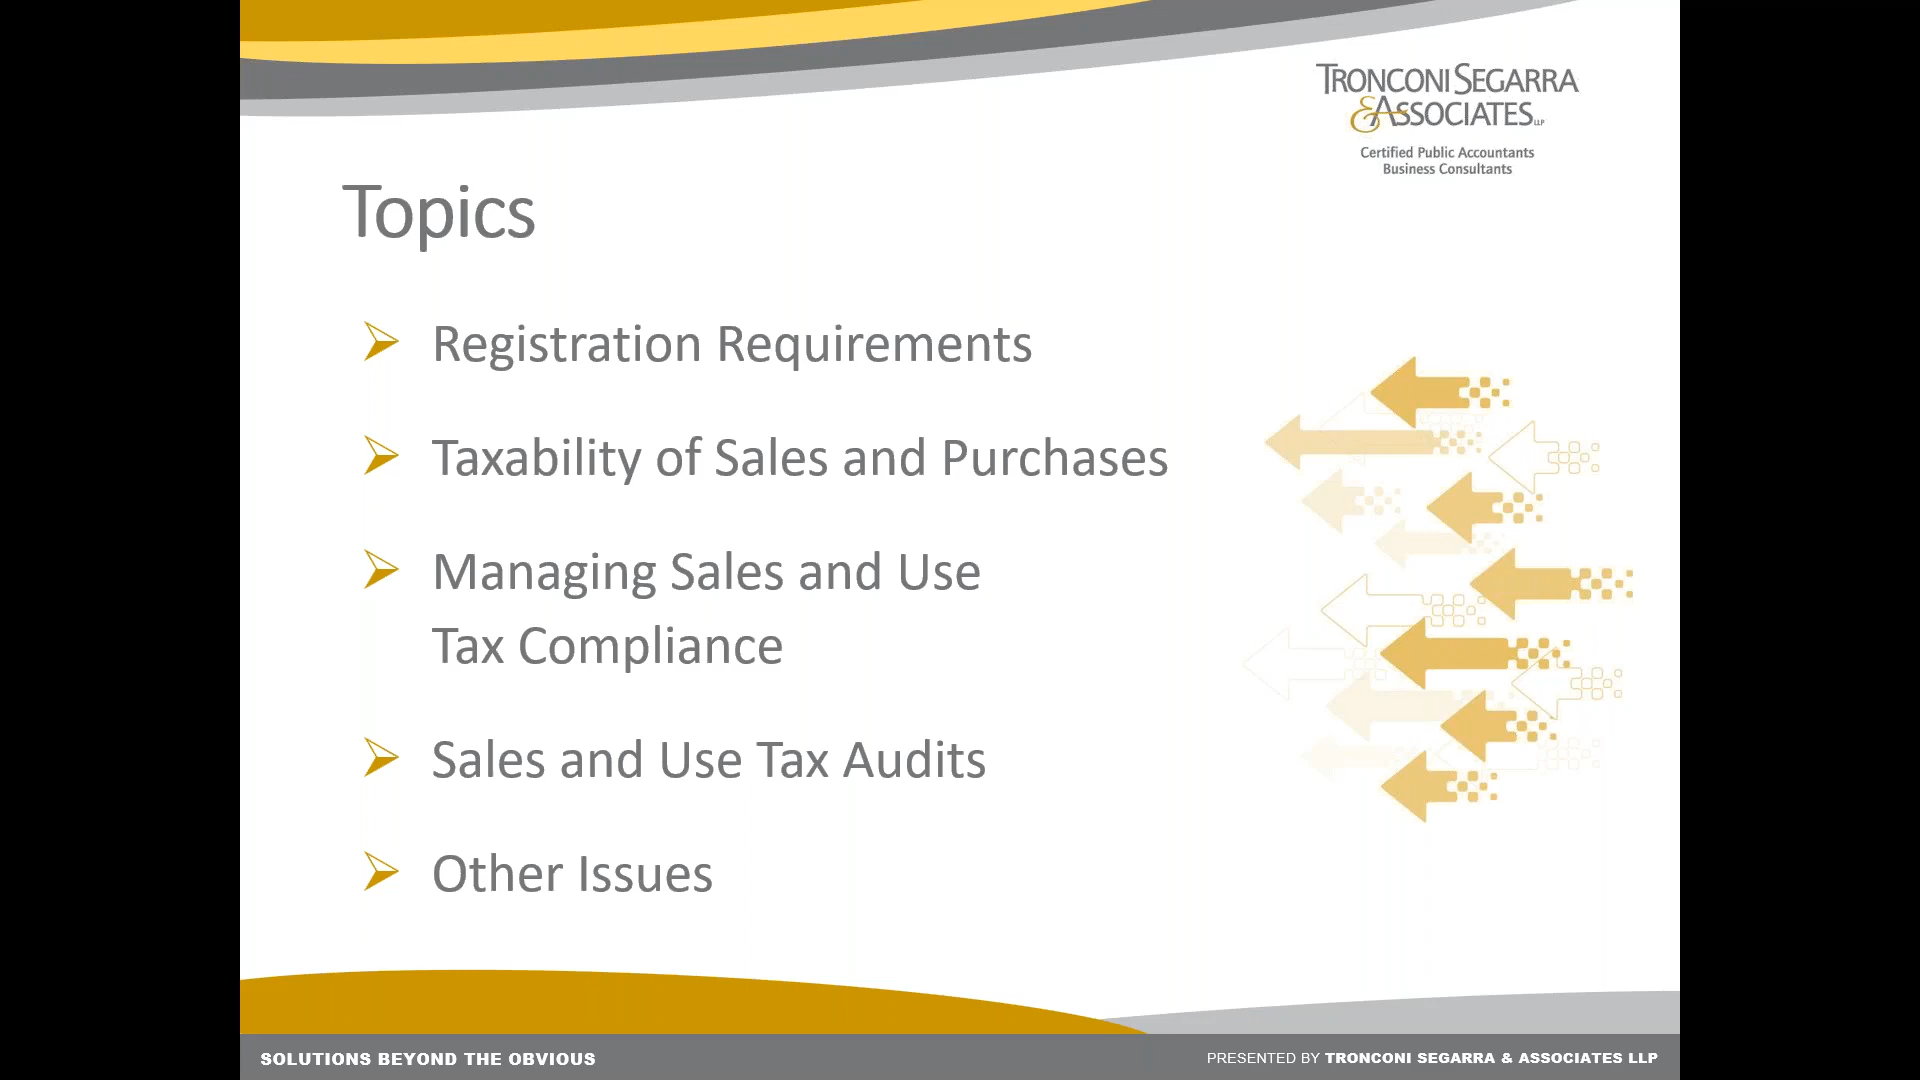 TRONCONI SEGARRA
& ASSOCIATES LLP
Certified Public Accountants
Business Consultants
Topics
Registration Requirements
Taxability of Sales and Purchases
Managing Sales and Use
Tax Compliance
Sales and Use Tax Audits
Other Issues
SOLUTIONS BEYOND THE OBVIOUS
PRESENTED BY TRONCONI SEGARRA & ASSOCIATES LLP